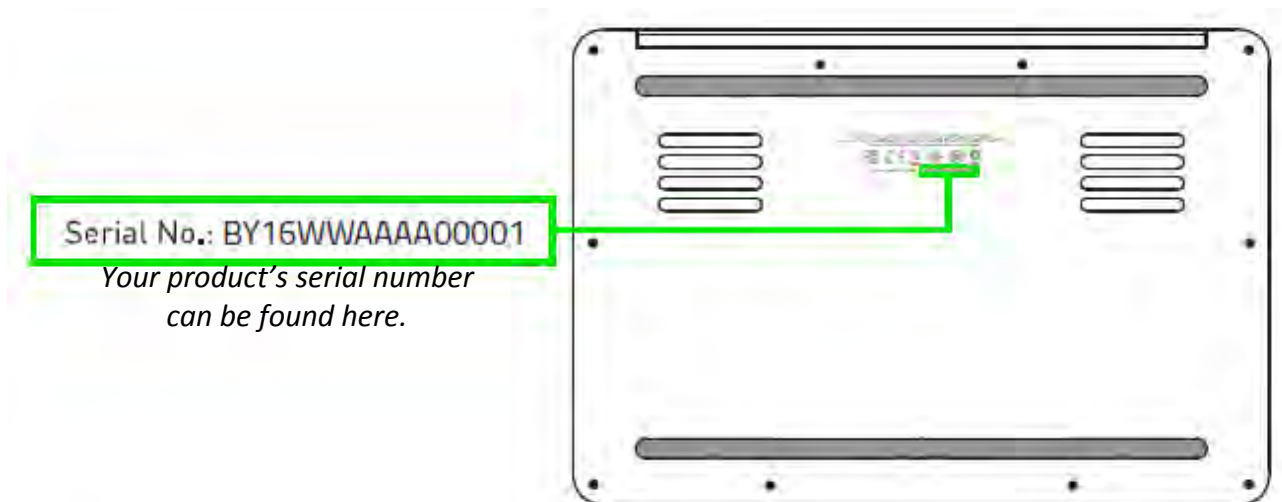 Serial No.: BY16WWAAAA00001
Your product’s serial number
can be found here.